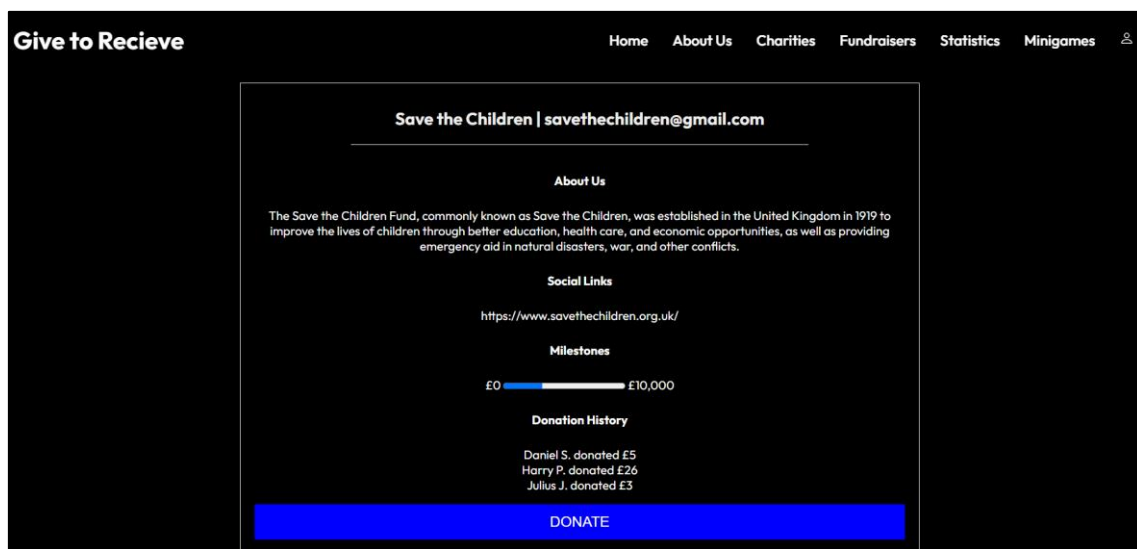 Give to Recieve
Home About Us Charities Fundraisers Statistics Minigames
Save the Children | savethechildren@gmail.com
About Us
The Save the Children Fund, commonly known as Save the Children, was established in the United Kingdom in 1919 to
improve the lives of children through better education, health care, and economic opportunities, as well as providing
emergency aid in natural disasters, war, and other conflicts.
Social Links
https://www.savethechildren.org.uk/
Milestones
£0 £10,000
Donation History
Daniel S. donated £5
Harry P. donated £26
Julius J. donated £3
DONATE